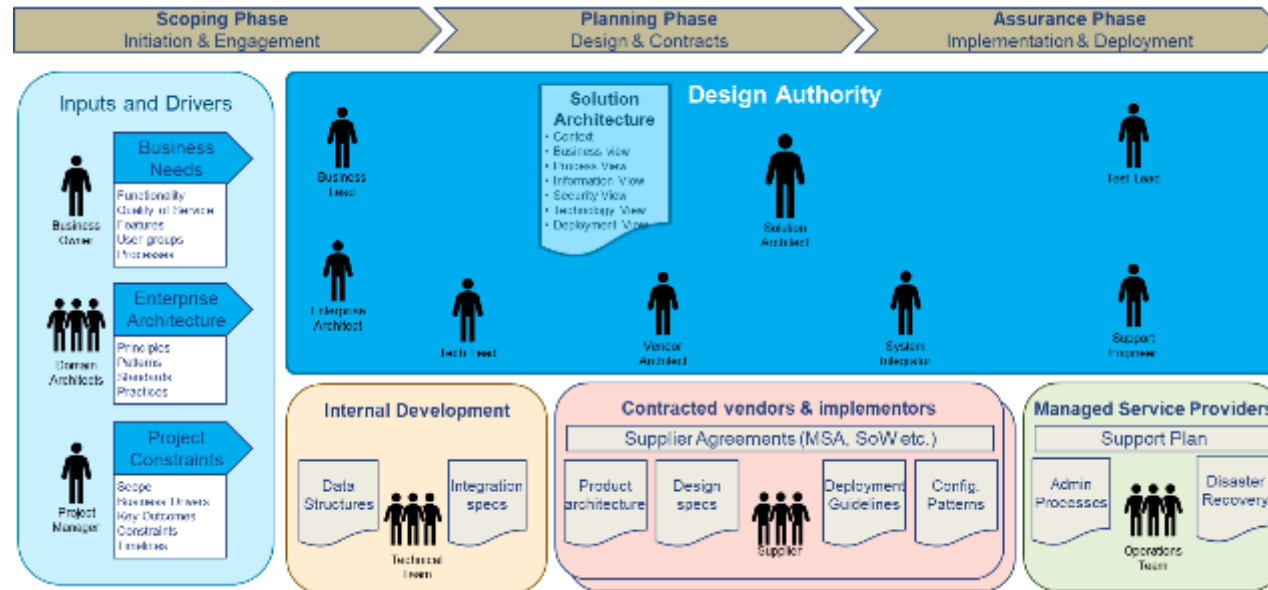 Scoping Phase
Initiation & Engagement
Planning Phase
Design & Contracts
Assurance Phase
Implementation & Deployment
Inputs and Drivers
Business
Needs
Functionality
Quality of Service
Features
User groups
Processes
Business
Owner
Enterprise
Architecture
Principles
Patterns
Standards
Practices
Domain
Architects
Project
Constraints
Scope
Business Drivers
Key Outcomes
Constraints
Timelines
Project
Manager
Design Authority
Business
Lead
Solution
Architecture
• Context
• Business view
• Process View
• Information View
• Security View
• Technology View
• Deployment View
Solution
Architect
Test Lead
Enterprise
Architect
Tech Lead
Vendor
Architect
System
Integrator
Support
Engineer
Internal Development
Data
Structures
Integration
specs
Technical
Team
Contracted vendors & implementors
Supplier Agreements (MSA, SoW etc.)
Product
architecture
Design
specs
Supplier
Deployment
Guidelines
Config.
Patterns
Managed Service Providers
Support Plan
Admin
Processes
Operations
Team
Disaster
Recovery